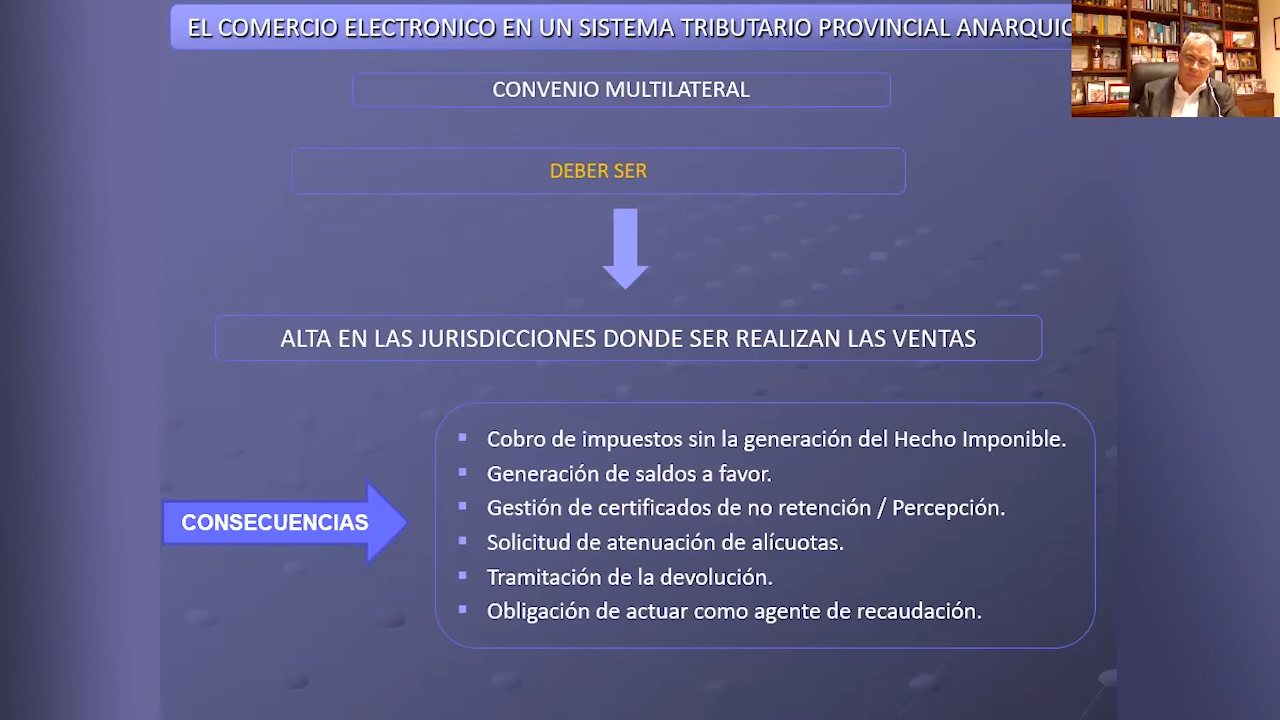 EL COMERCIO ELECTRONICO EN UN SISTEMA TRIBUTARIO PROVINCIAL
CONVENIO MULTILATERAL
DEBER SER
ALTA EN LAS JURISDICCIONES DONDE SER REALIZAN LAS VENTAS
CONSECUENCIAS
▪ Cobro de impuestos sin la generación del Hecho Imponible.
▪ Generación de saldos a favor.
▪ Gestión de certificados de no retención / Percepción.
▪ Solicitud de atenuación de alícuotas.
▪ Tramitación de la devolución.
▪ Obligación de actuar como agente de recaudación.